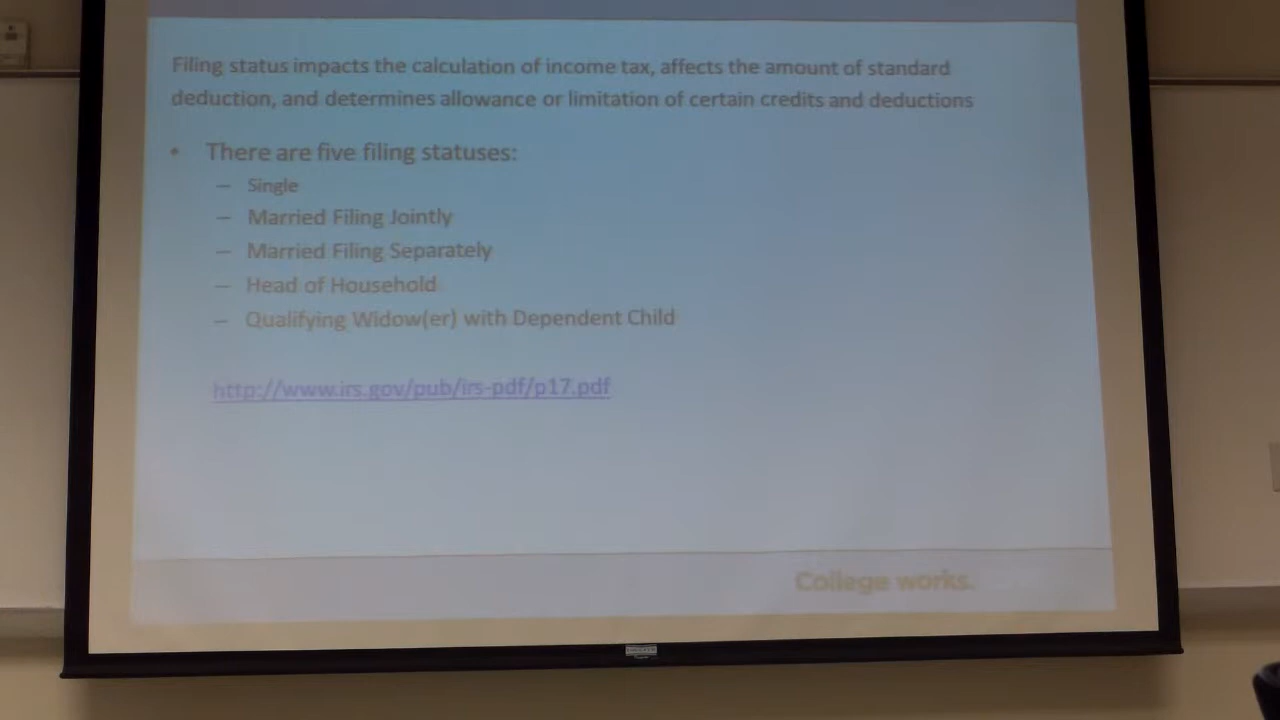 Filing status impacts the calculation of income tax, affects the amount of standard
deduction, and determines allowance or limitation of certain credits and deductions
• There are five filing statuses:
– Single
– Married Filing Jointly
– Married Filing Separately
– Head of Household
– Qualifying Widow(er) with Dependent Child
http://www.irs.gov/pub/irs-pdf/p17.pdf
College works.